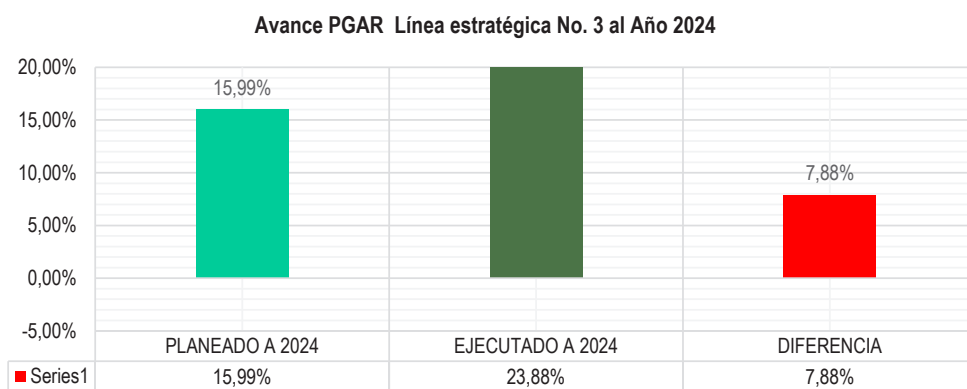 Avance PGAR Línea estratégica No. 3 al Año 2024
20,00%
15,99%
15,00%
10,00%
7,88%
5,00%
0,00%
-5,00%
PLANEADO A 2024 EJECUTADO A 2024 DIFERENCIA
Series1 15,99% 23,88% 7,88%